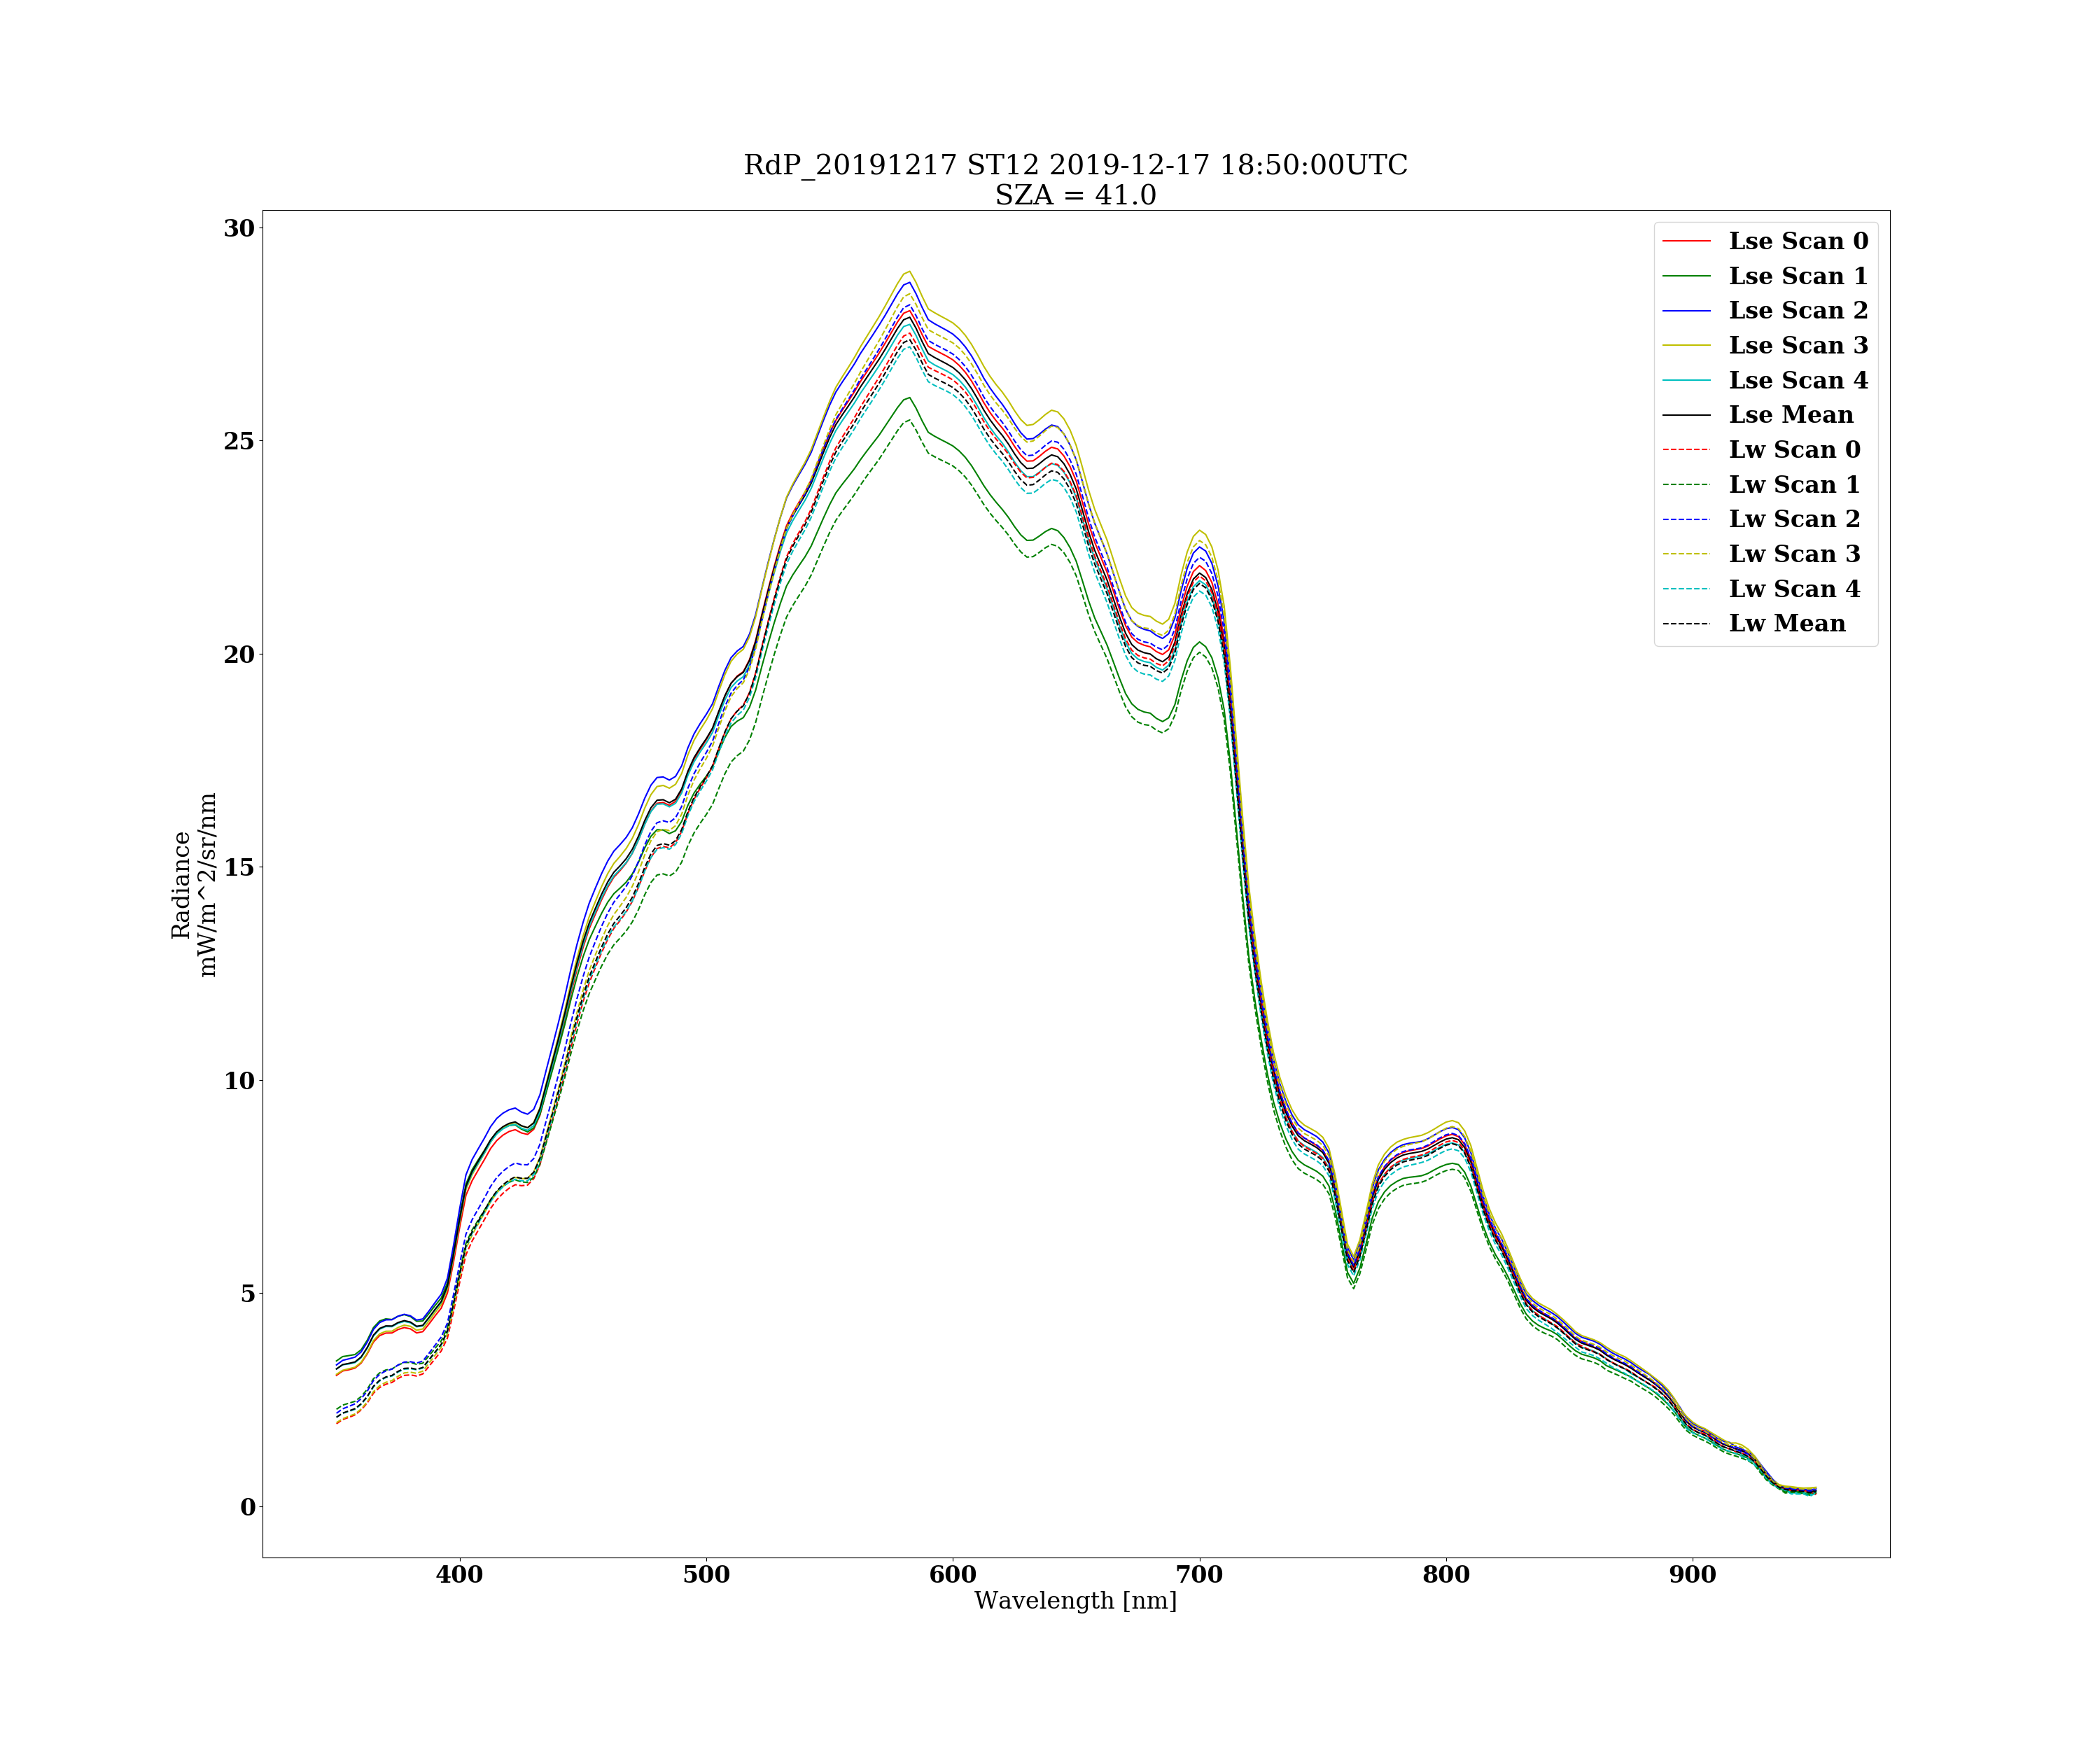 RdP_20191217 ST12 2019-12-17 18:50:00UTC
SZA = 41.0
30
25
20
15
10
5
0
Radiance
mW/m^2/sr/nm
400
500
600
700
800
900
Wavelength [nm]
Lse Scan 0
Lse Scan 1
Lse Scan 2
Lse Scan 3
Lse Scan 4
Lse Mean
Lw Scan 0
Lw Scan 1
Lw Scan 2
Lw Scan 3
Lw Scan 4
Lw Mean